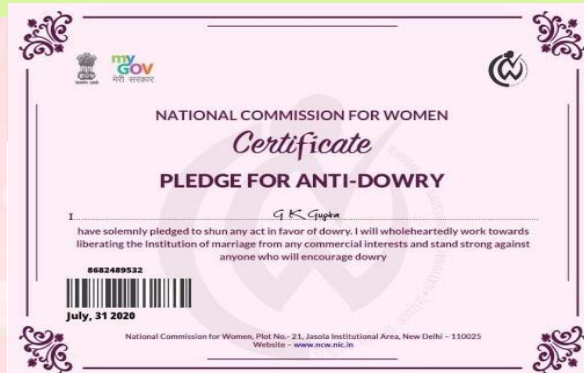 my
GOV
मेरी सरकार
NATIONAL COMMISSION FOR WOMEN
Certificate
PLEDGE FOR ANTI-DOWRY
I G K Gupta
have solemnly pledged to shun any act in favor of dowry. I will wholeheartedly work towards
liberating the Institution of marriage from any commercial interests and stand strong against
anyone who will encourage dowry
8682489532
July, 31 2020
National Commission for Women, Plot No.- 21, Jasola Institutional Area, New Delhi – 110025
Website – www.ncw.nic.in